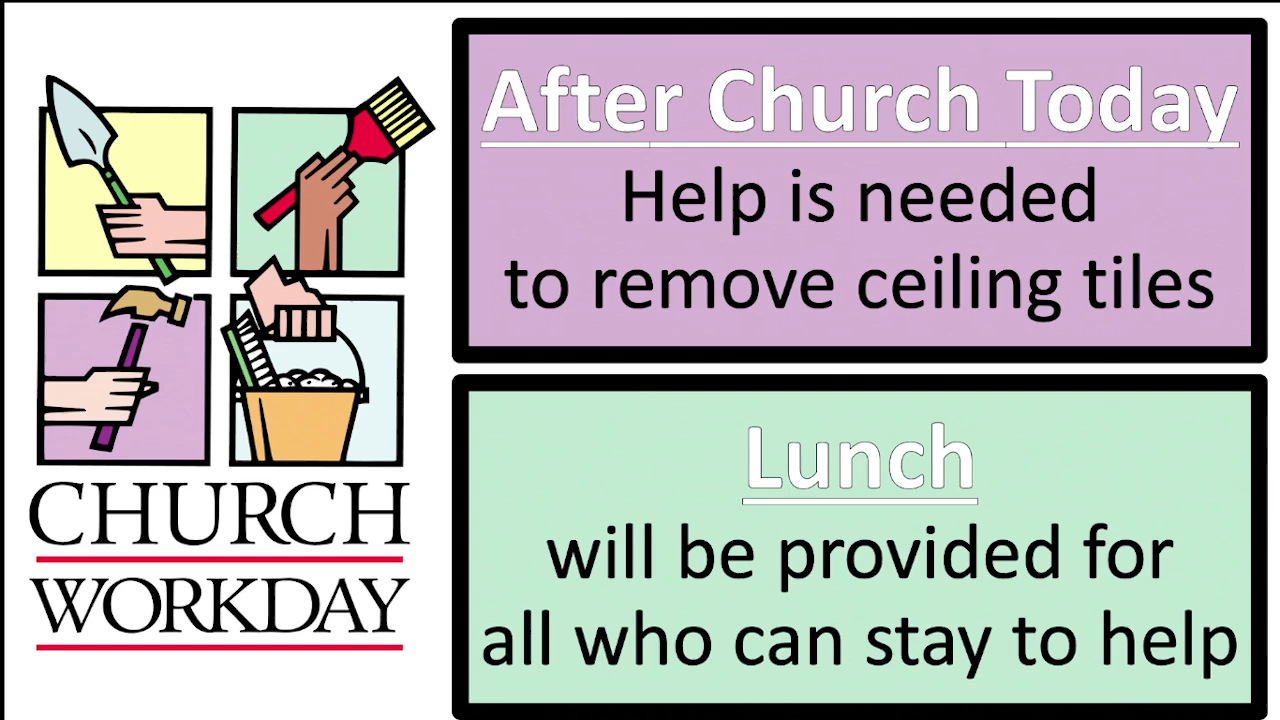 CHURCH
WORKDAY
After Church Today
Help is needed
to remove ceiling tiles
Lunch
will be provided for
all who can stay to help